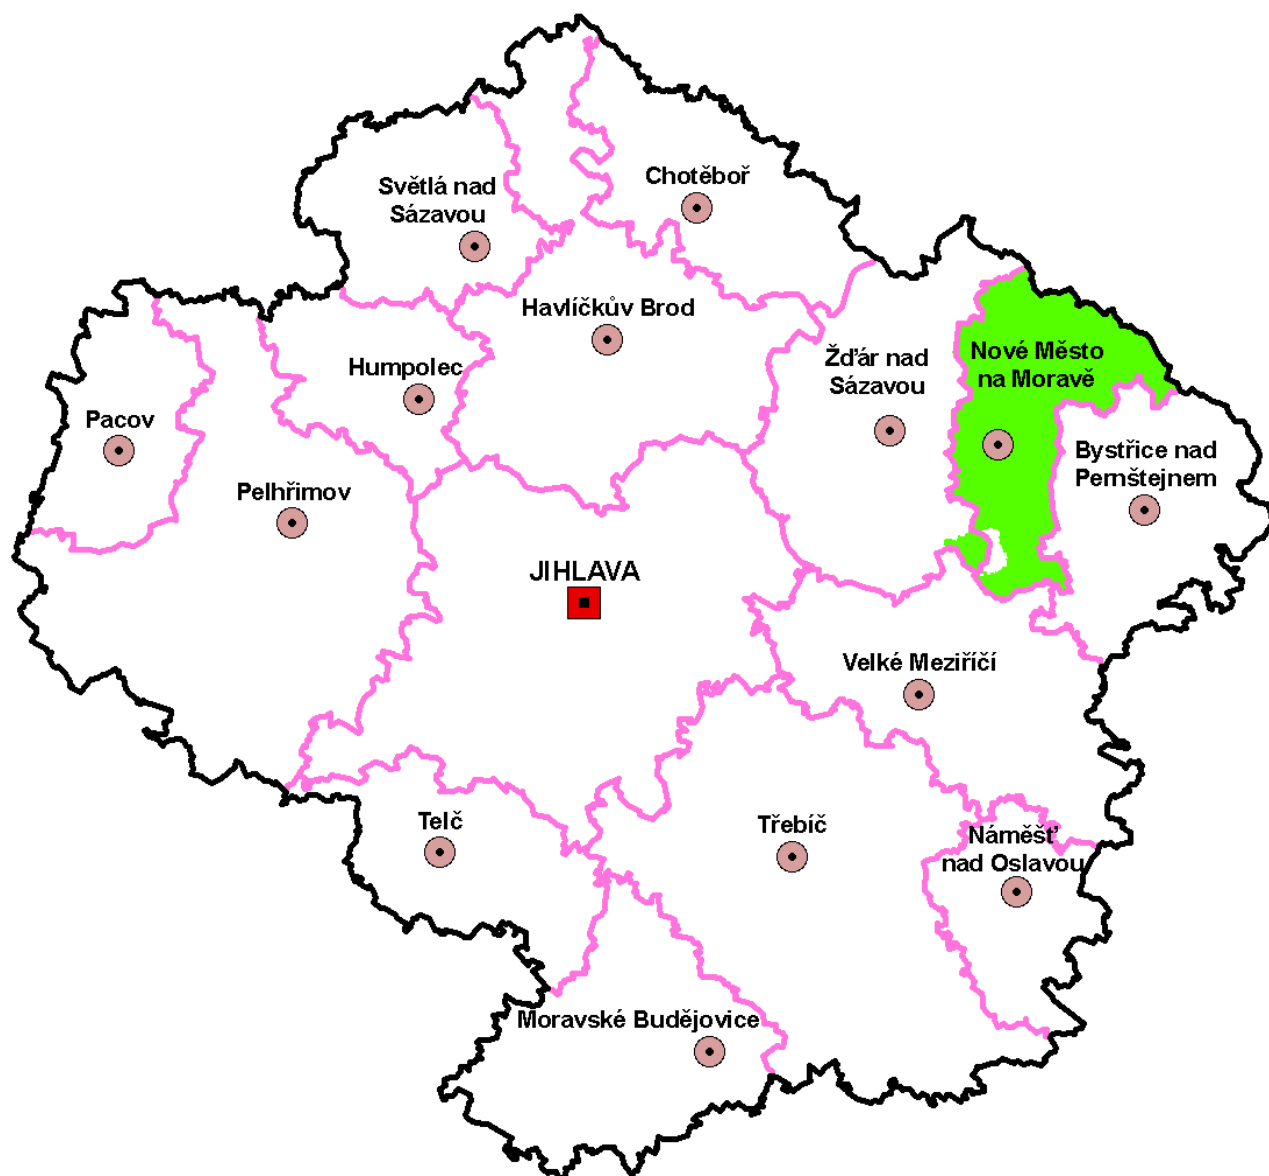 Chotěboř
Světlá nad
Sázavou
Havlíčkův Brod
Žďár nad
Sázavou
Nové Město
na Moravě
Humpolec
Pacov
Bystřice nad
Pernštejnem
Pelhřimov
JIHLAVA
Velké Meziříčí
Telč
Třebíč
Náměšť
nad Oslavou
Moravské Budějovice